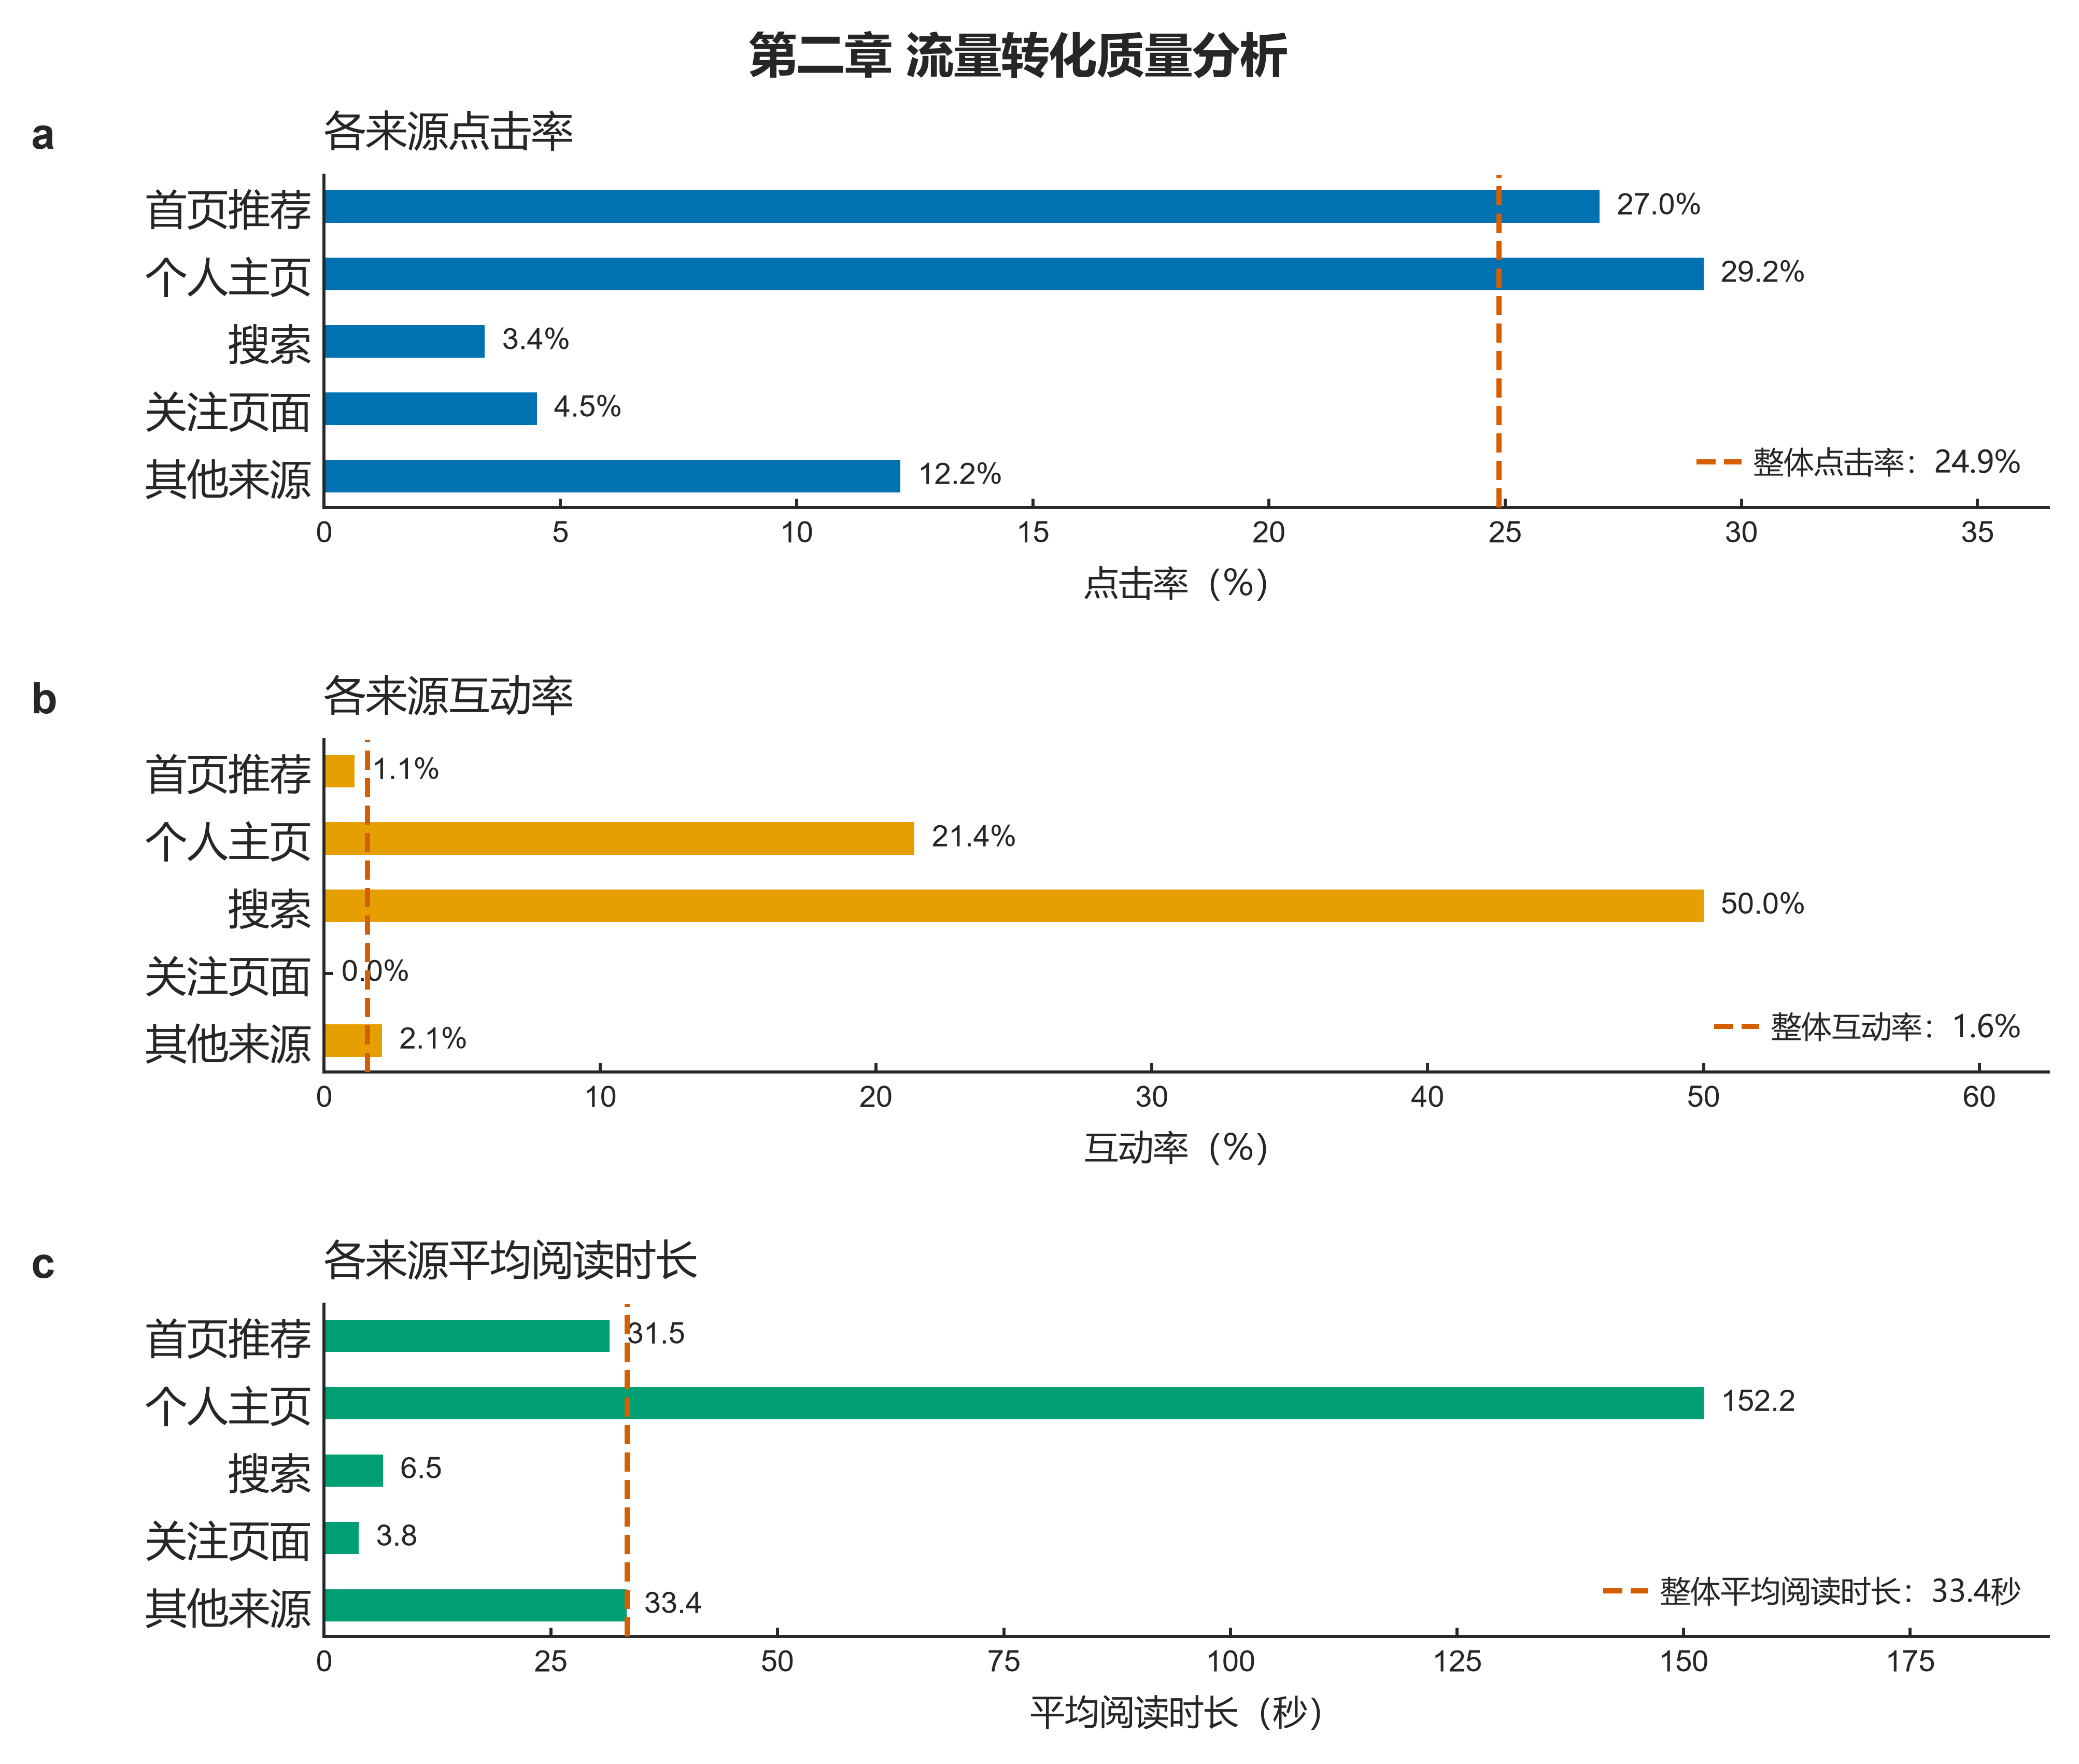 第二章 流量转化质量分析
a
各来源点击率
首页推荐
27.0%
个人主页
29.2%
搜索
3.4%
关注页面
4.5%
其他来源
12.2%
整体点击率：24.9%
0 5 10 15 20 25 30 35
点击率（%）
b
各来源互动率
首页推荐
1.1%
个人主页
21.4%
搜索
50.0%
关注页面
0.0%
其他来源
2.1%
整体互动率：1.6%
0 10 20 30 40 50 60
互动率（%）
c
各来源平均阅读时长
首页推荐
31.5
个人主页
152.2
搜索
6.5
关注页面
3.8
其他来源
33.4
整体平均阅读时长：33.4秒
0 25 50 75 100 125 150 175
平均阅读时长（秒）